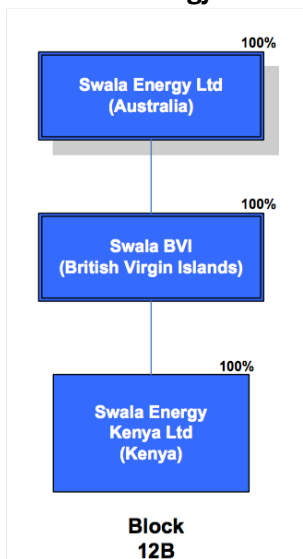 100%
Swala Energy Ltd
(Australia)
100%
Swala BVI
(British Virgin Islands)
100%
Swala Energy
Kenya Ltd
(Kenya)
Block
12B